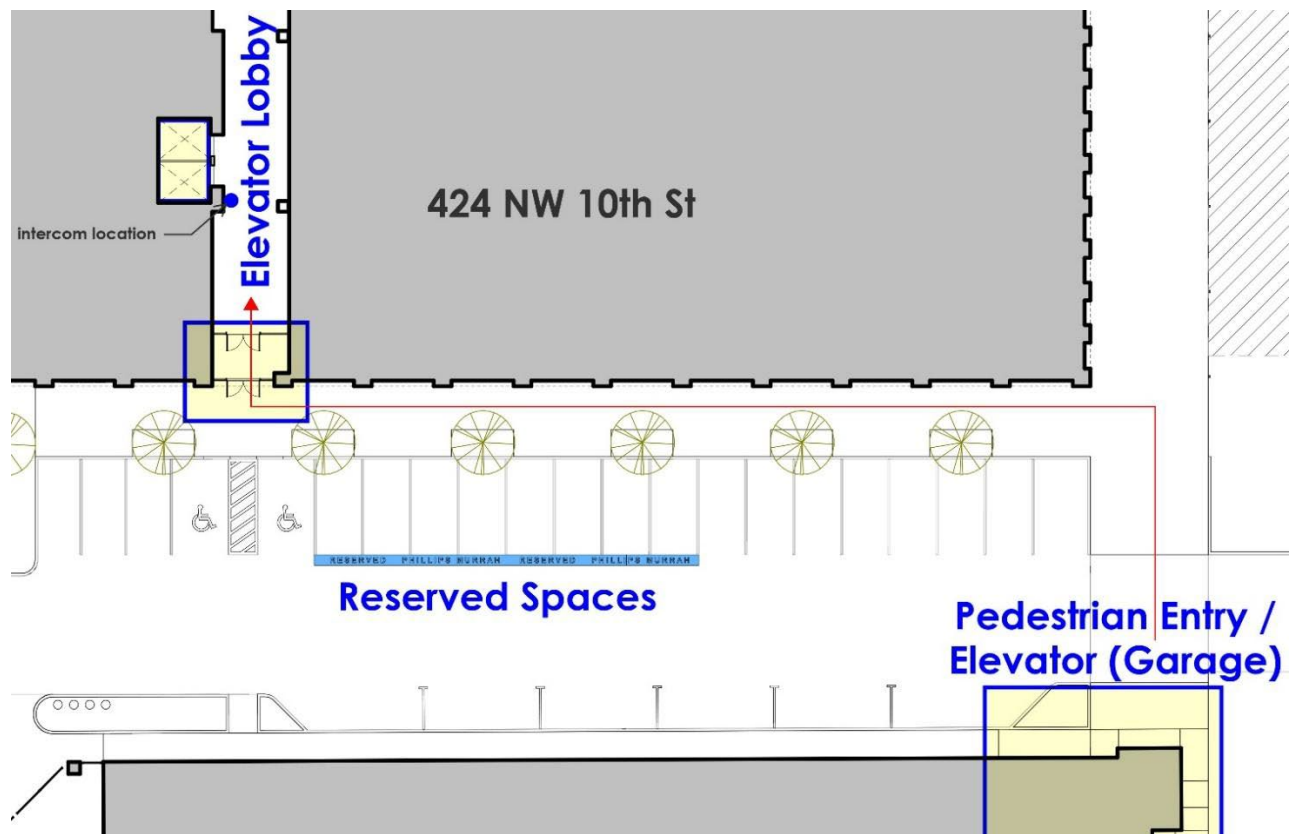 Elevator Lobby
424 NW 10th St
intercom location
RESERVED PHILLIPS MURRAH RESERVED PHILLIPS MURRAH
Reserved Spaces
Pedestrian Entry /
Elevator (Garage)